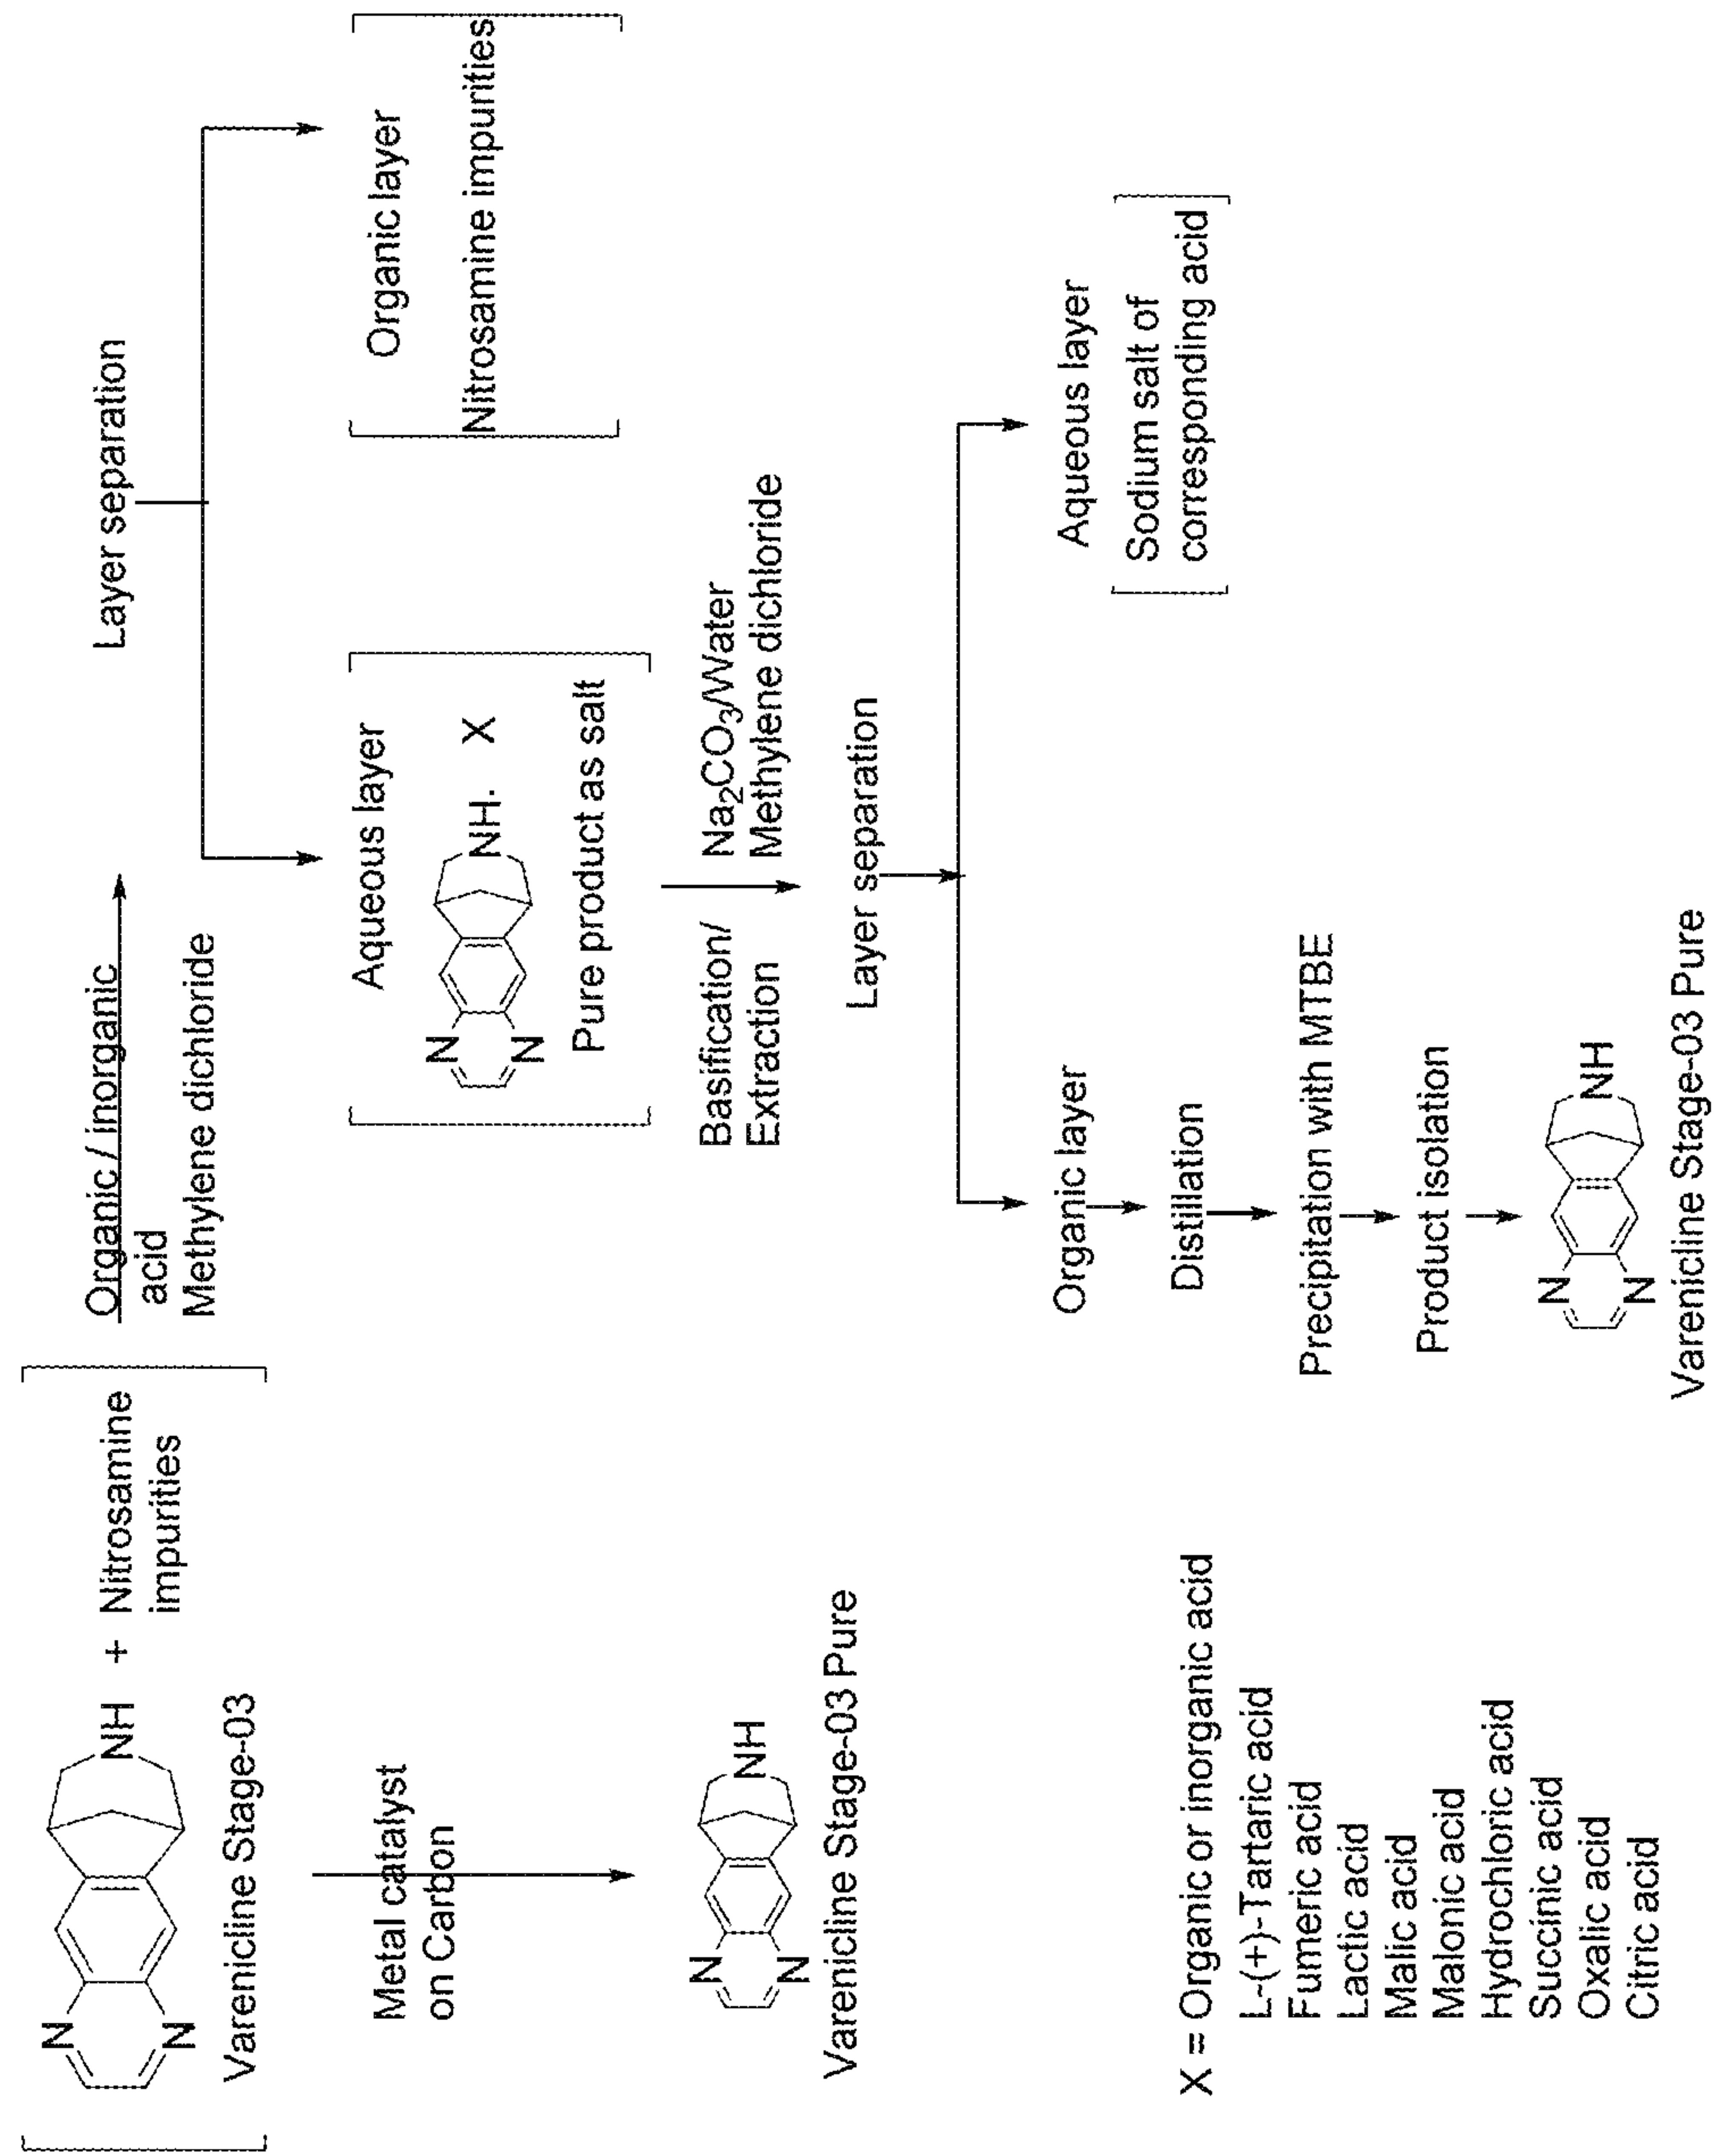 N
N
NH + Nitrosamine
impurities
Varenicline Stage-03
Organic / inorganic
acid
Methylene dichloride
Layer separation
Aqueous layer
N
N
NH. X
Pure product as salt
Organic layer
Nitrosamine impurities
Metal catalyst
on Carbon
N
N
NH
Varenicline Stage-03 Pure
Basification/
Extraction
Na₂CO₃/Water
Methylene dichloride
Layer separation
Organic layer
Distillation
Precipitation with MTBE
Product isolation
N
N
NH
Varenicline Stage-03 Pure
Aqueous layer
Sodium salt of
corresponding acid
X = Organic or inorganic acid
L-(+)-Tartaric acid
Fumeric acid
Lactic acid
Malic acid
Malonic acid
Hydrochloric acid
Succinic acid
Oxalic acid
Citric acid